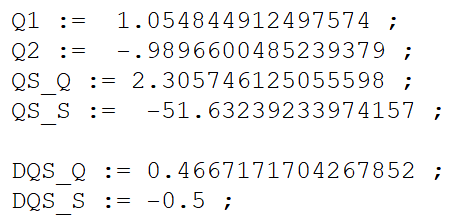 Q1 := 1.054844912497574 ;
Q2 := -.9896600485239379 ;
QS_Q := 2.305746125055598 ;
QS_S := -51.63239233974157 ;
DQS_Q := 0.4667171704267852 ;
DQS_S := -0.5 ;